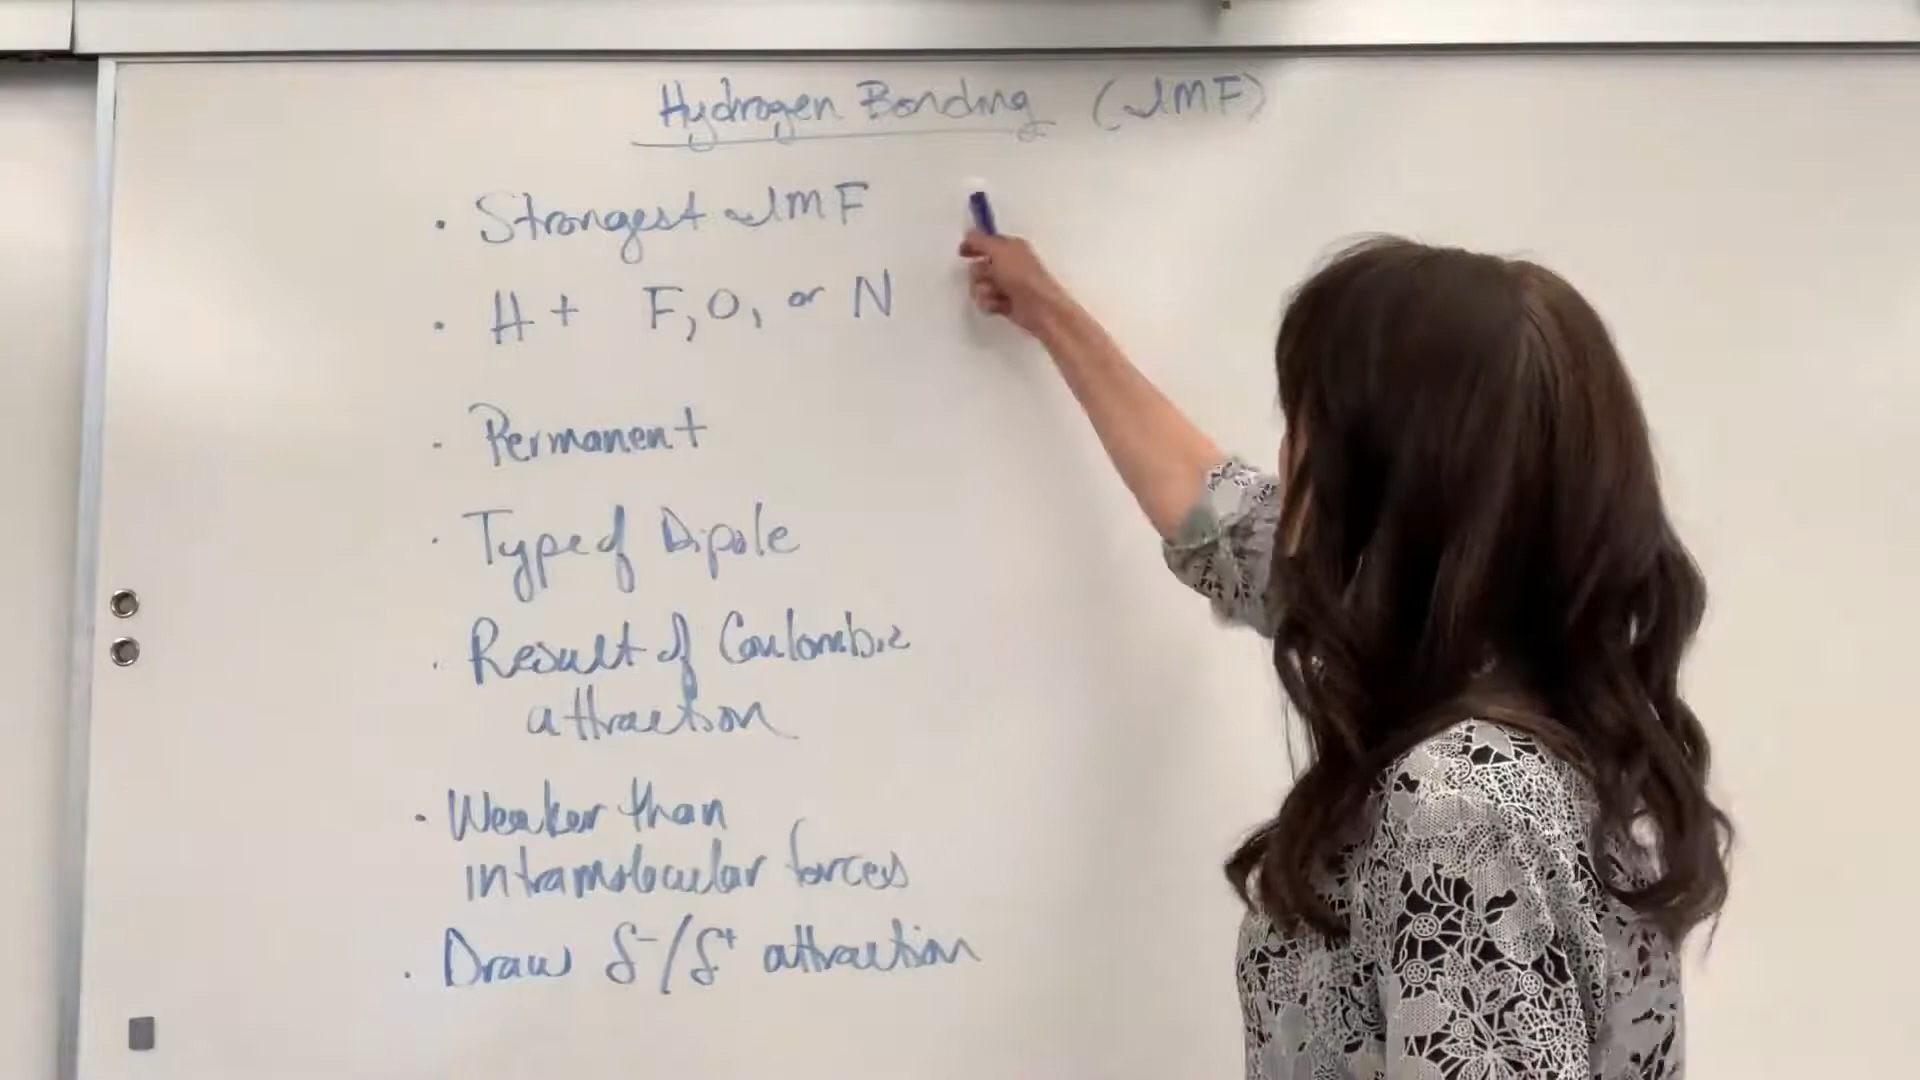 Hydrogen Bonding (IMF)
· Strongest IMF
· H + F, O, or N
· Permanent
· Type of Dipole
· Result of Coulombic
attraction
· Weaker than
intramolecular forces
· Draw δ⁻/δ⁺ attraction